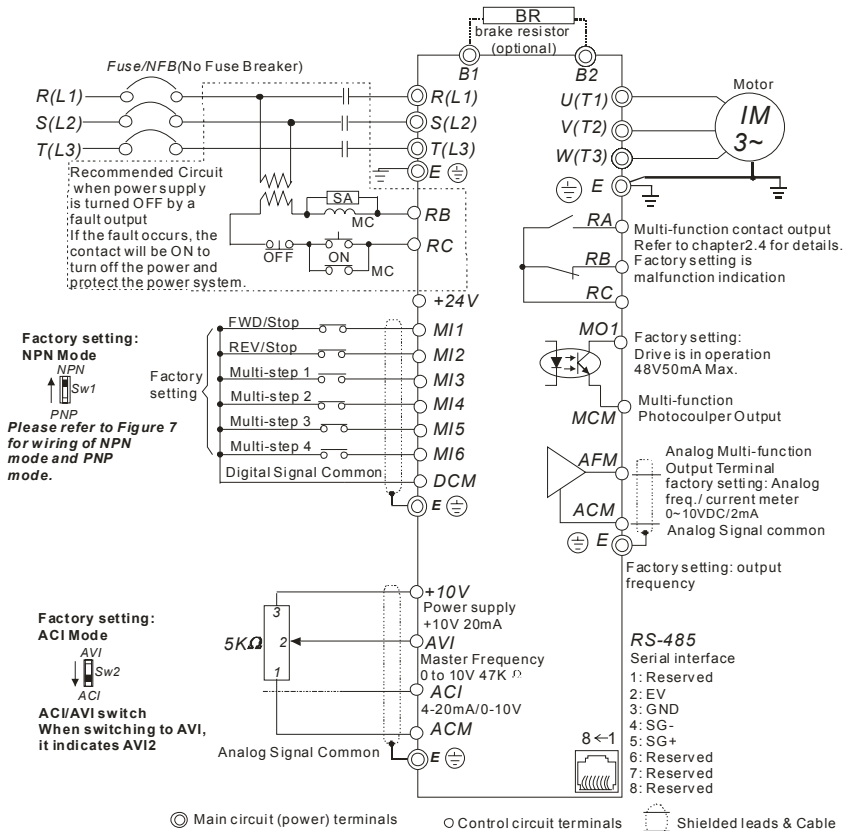 BR
brake resistor
(optional)
B1
B2
Fuse/NFB(No Fuse Breaker)
R(L1)
S(L2)
T(L3)
R(L1)
S(L2)
T(L3)
E
Recommended Circuit
when power supply
is turned OFF by a
fault output
If the fault occurs, the
contact will be ON to
turn off the power and
protect the power system.
SA
MC
OFF
ON
MC
RB
RC
U(T1)
V(T2)
W(T3)
E
Motor
IM
3~
RA
RB
RC
Multi-function contact output
Refer to chapter2.4 for details.
Factory setting is
malfunction indication
+24V
Factory setting:
NPN Mode
NPN
Sw1
PNP
Please refer to Figure 7
for wiring of NPN
mode and PNP
mode.
Factory
setting
FWD/Stop
REV/Stop
Multi-step 1
Multi-step 2
Multi-step 3
Multi-step 4
Digital Signal Common
MI1
MI2
MI3
MI4
MI5
MI6
DCM
E
MO1
Factory setting:
Drive is in operation
48V50mA Max.
MCM
Multi-function
Photocoulper Output
AFM
ACM
E
Analog Multi-function
Output Terminal
factory setting: Analog
freq./ current meter
0~10VDC/2mA
Analog Signal common
Factory setting: output
frequency
Factory setting:
ACI Mode
AVI
Sw2
ACI
ACI/AVI switch
When switching to AVI,
it indicates AVI2
5KΩ
3
2
1
+10V
Power supply
+10V 20mA
AVI
Master Frequency
0 to 10V 47K Ω
ACI
4-20mA/0-10V
ACM
Analog Signal Common
E
RS-485
Serial interface
1: Reserved
2: EV
3: GND
4: SG-
5: SG+
6: Reserved
7: Reserved
8: Reserved
8←1
Main circuit (power) terminals
Control circuit terminals
Shielded leads & Cable